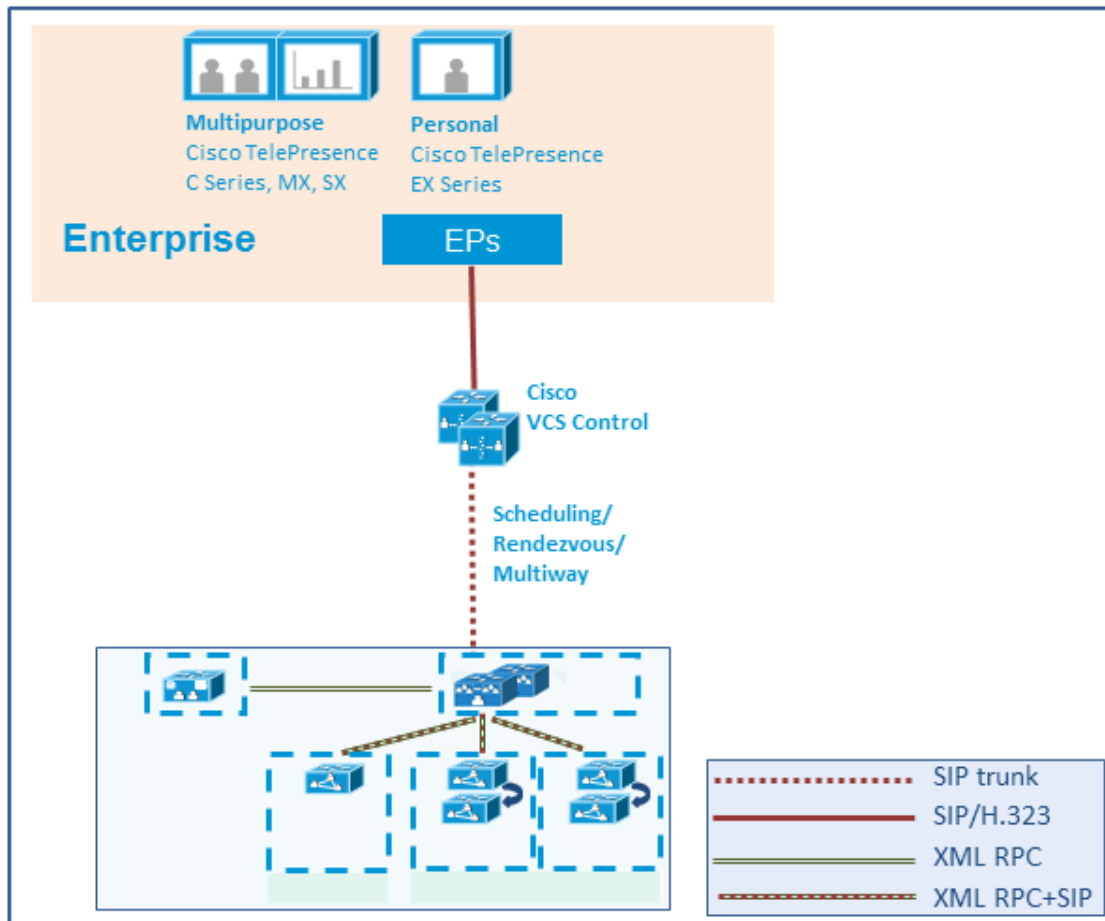 Multipurpose
Cisco TelePresence
C Series, MX, SX
Personal
Cisco TelePresence
EX Series
Enterprise
EPs
Cisco
VCS Control
Scheduling/
Rendezvous/
Multiway
SIP trunk
SIP/H.323
XML RPC
XML RPC+SIP